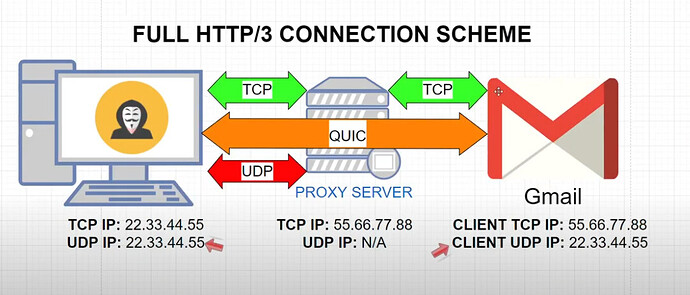 FULL HTTP/3 CONNECTION SCHEME
TCP
TCP
QUIC
UDP
PROXY SERVER
Gmail
TCP IP: 22.33.44.55
UDP IP: 22.33.44.55
TCP IP: 55.66.77.88
UDP IP: N/A
CLIENT TCP IP: 55.66.77.88
CLIENT UDP IP: 22.33.44.55